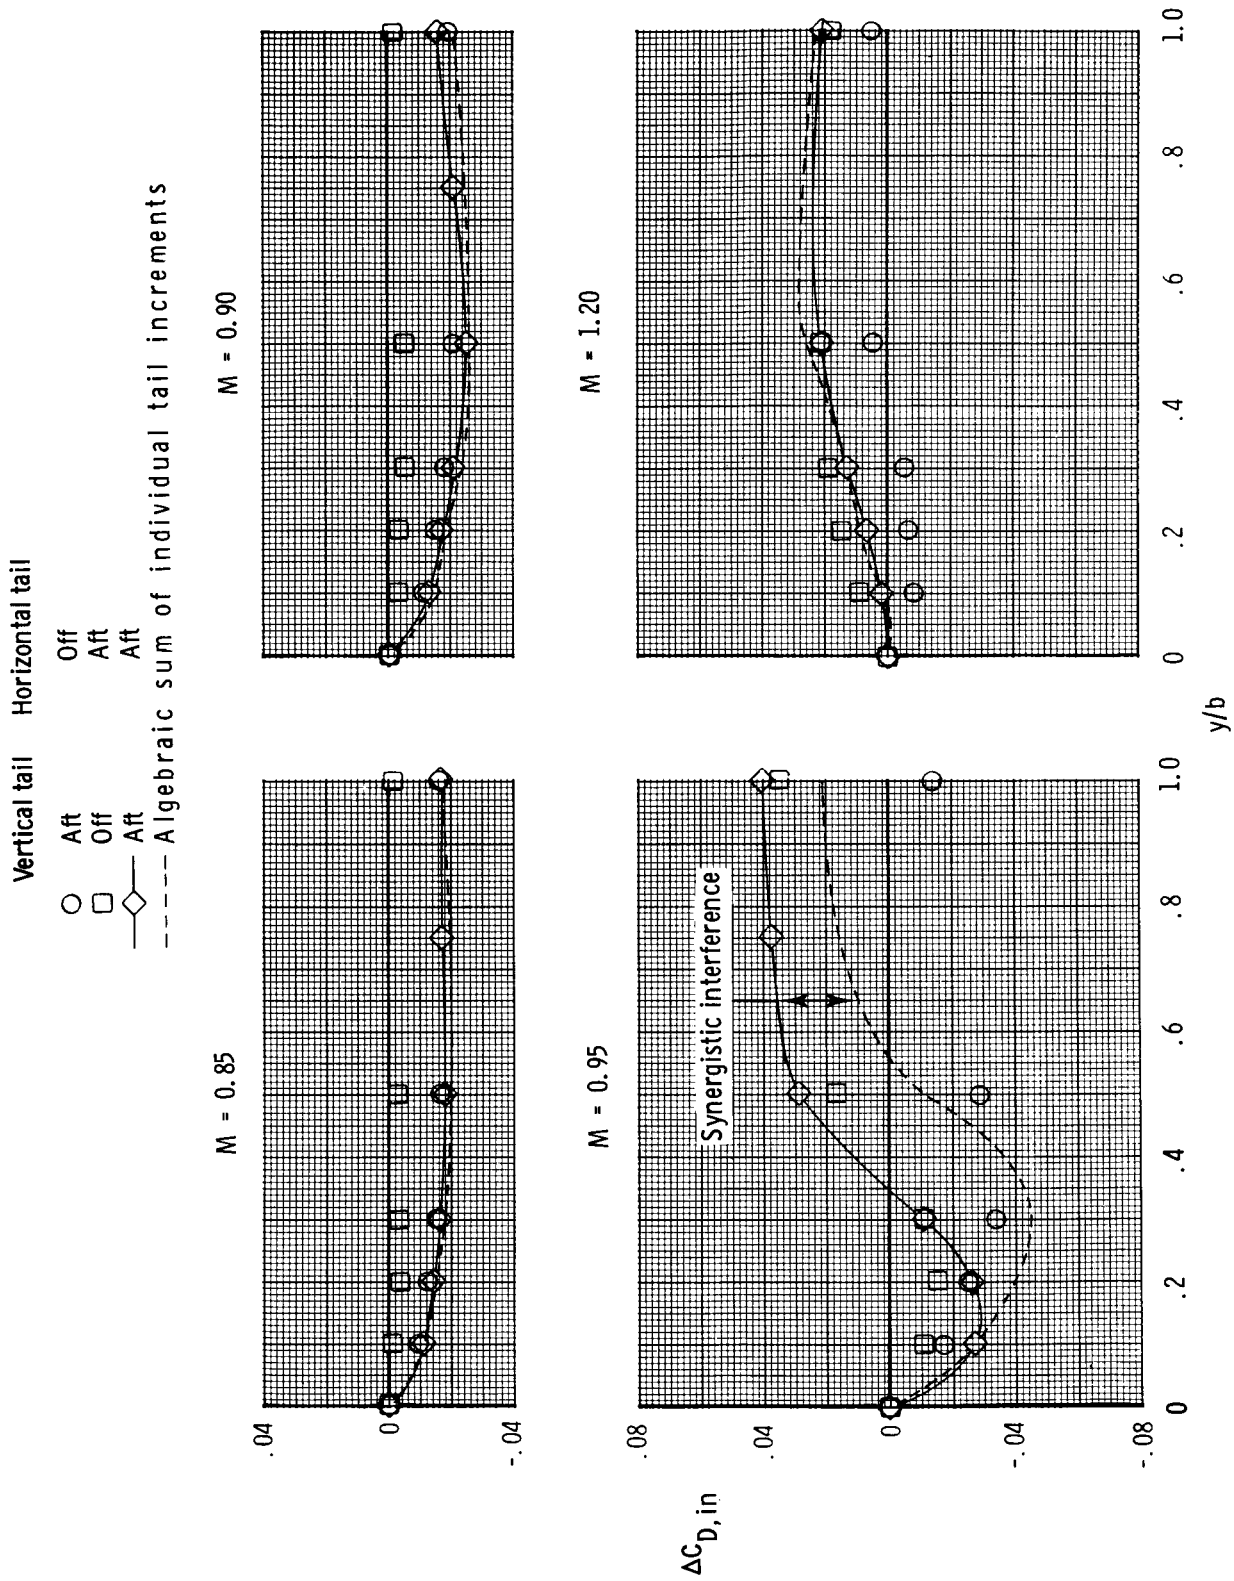 Vertical tail Horizontal tail
Aft Off
Off Aft
Aft Aft
Algebraic sum of individual tail increments
M = 0.85
.04
0
-.04
M = 0.90
M = 0.95
Synergistic interference
.08
.04
0
-.04
-.08
0 .2 .4 .6 .8 1.0
M = 1.20
0 .2 .4 .6 .8 1.0
ΔC_D, in
y/b